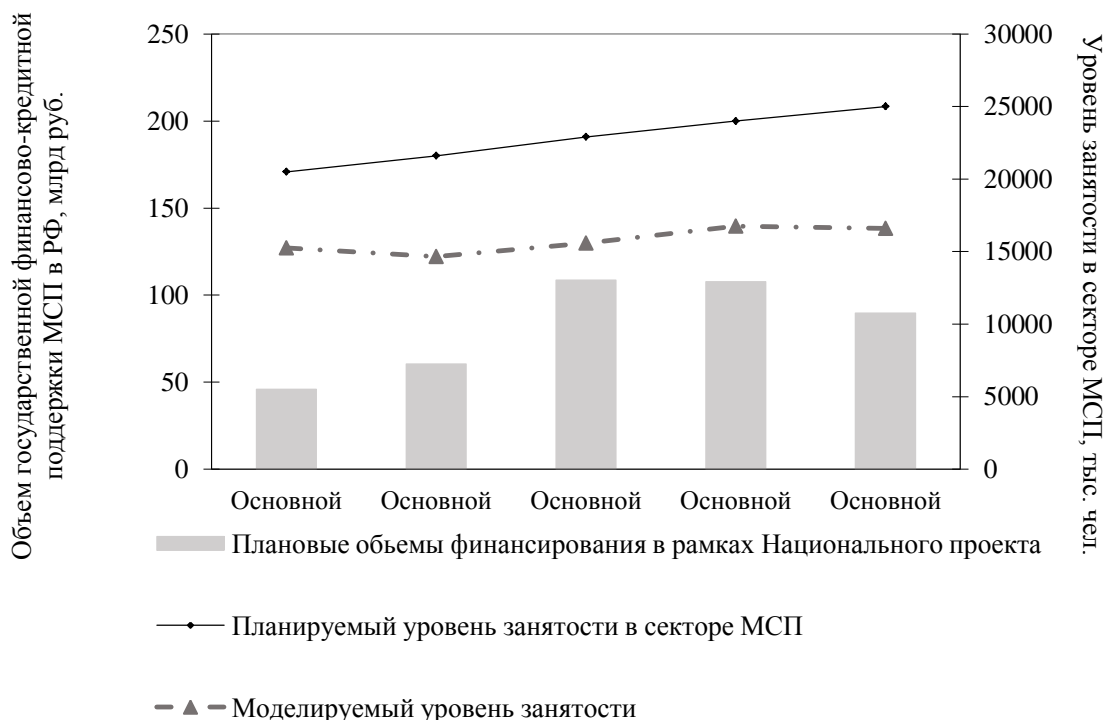 Объем государственной финансово-кредитной
поддержки МСП в РФ, млрд руб.
250
200
150
100
50
0
30000
25000
20000
15000
10000
5000
0
Уровень занятости в секторе МСП, тыс. чел.
Основной Основной Основной Основной Основной
Плановые обьемы финансирования в рамках Национального проекта
Планируемый уровень занятости в секторе МСП
Моделируемый уровень занятости